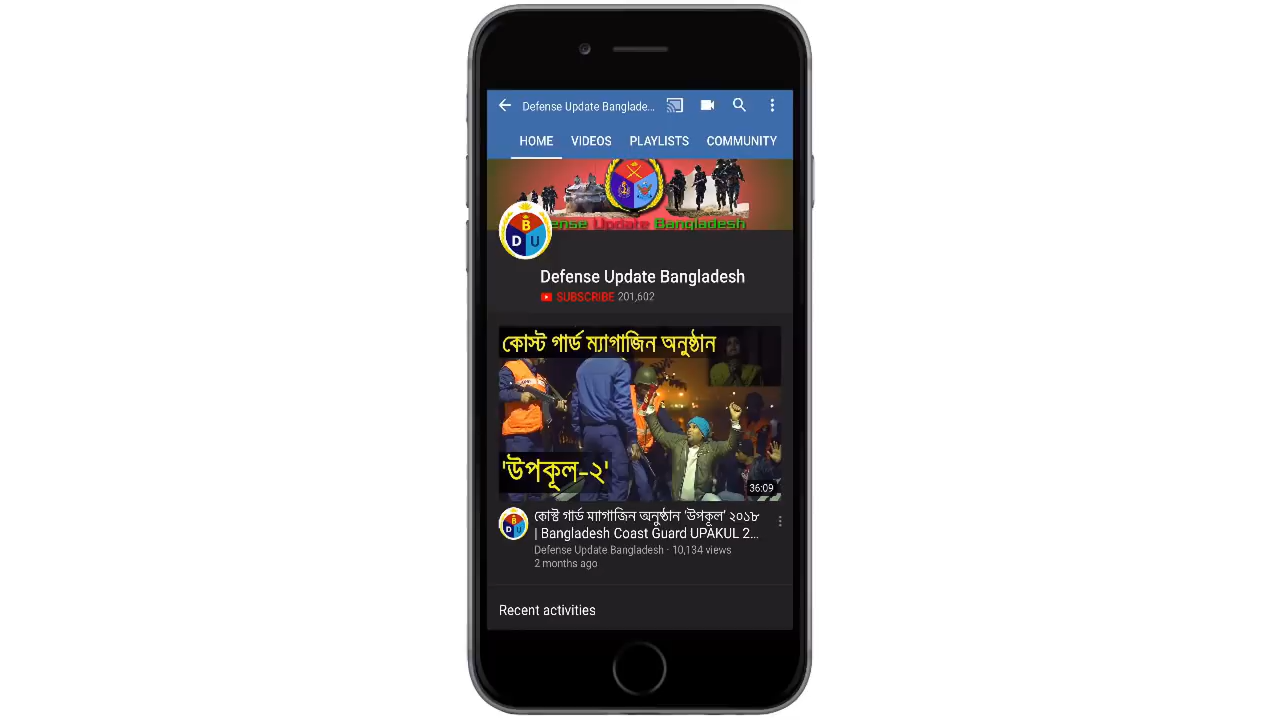 Defense Update Banglade...
HOME VIDEOS PLAYLISTS COMMUNITY
ense Update Bangladesh
B
D U
Defense Update Bangladesh
SUBSCRIBE 201,602
কোস্ট গার্ড ম্যাগাজিন অনুষ্ঠান
'উপকূল-২'
36:09
B
D U
কোস্ট গার্ড ম্যাগাজিন অনুষ্ঠান 'উপকূল' ২০১৮
| Bangladesh Coast Guard UPAKUL 2...
Defense Update Bangladesh · 10,134 views
2 months ago
Recent activities